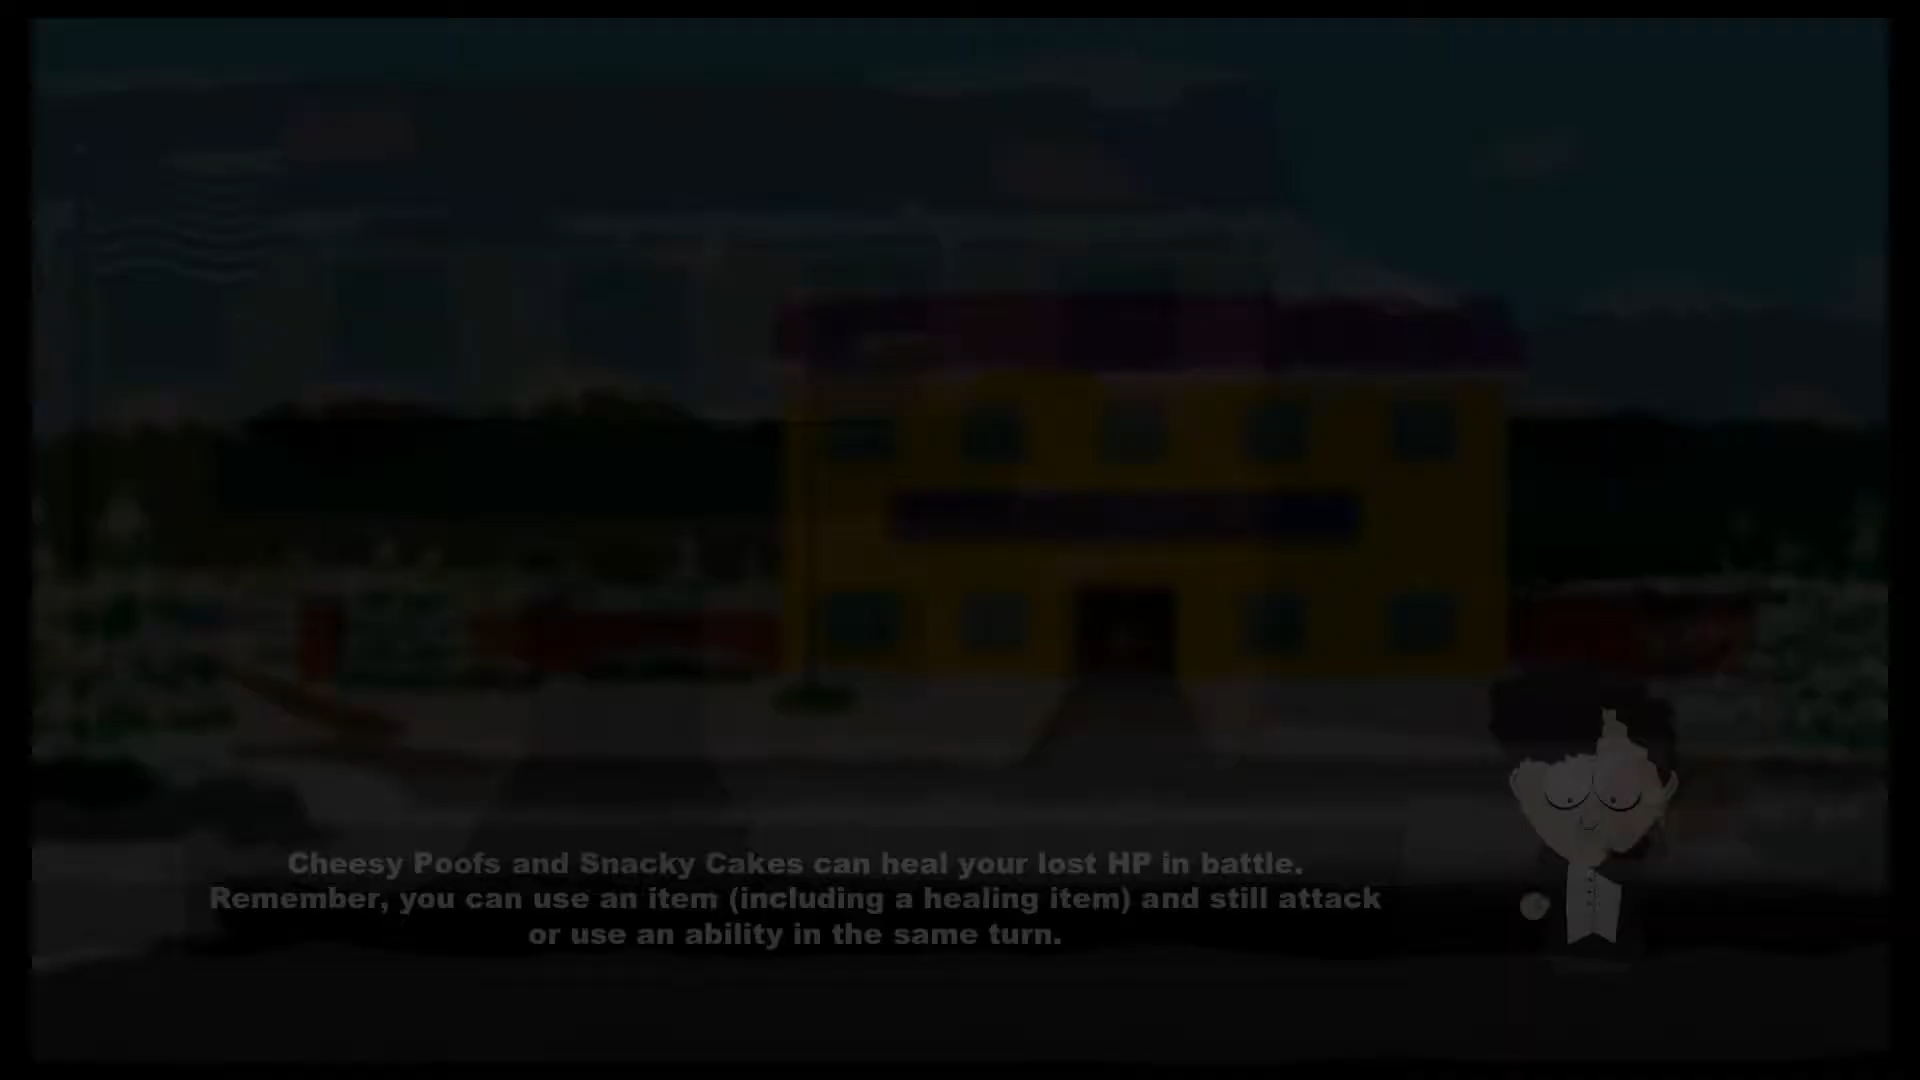 Cheesy Poofs and Snacky Cakes can heal your lost HP in battle.
Remember, you can use an item (including a healing item) and still attack
or use an ability in the same turn.